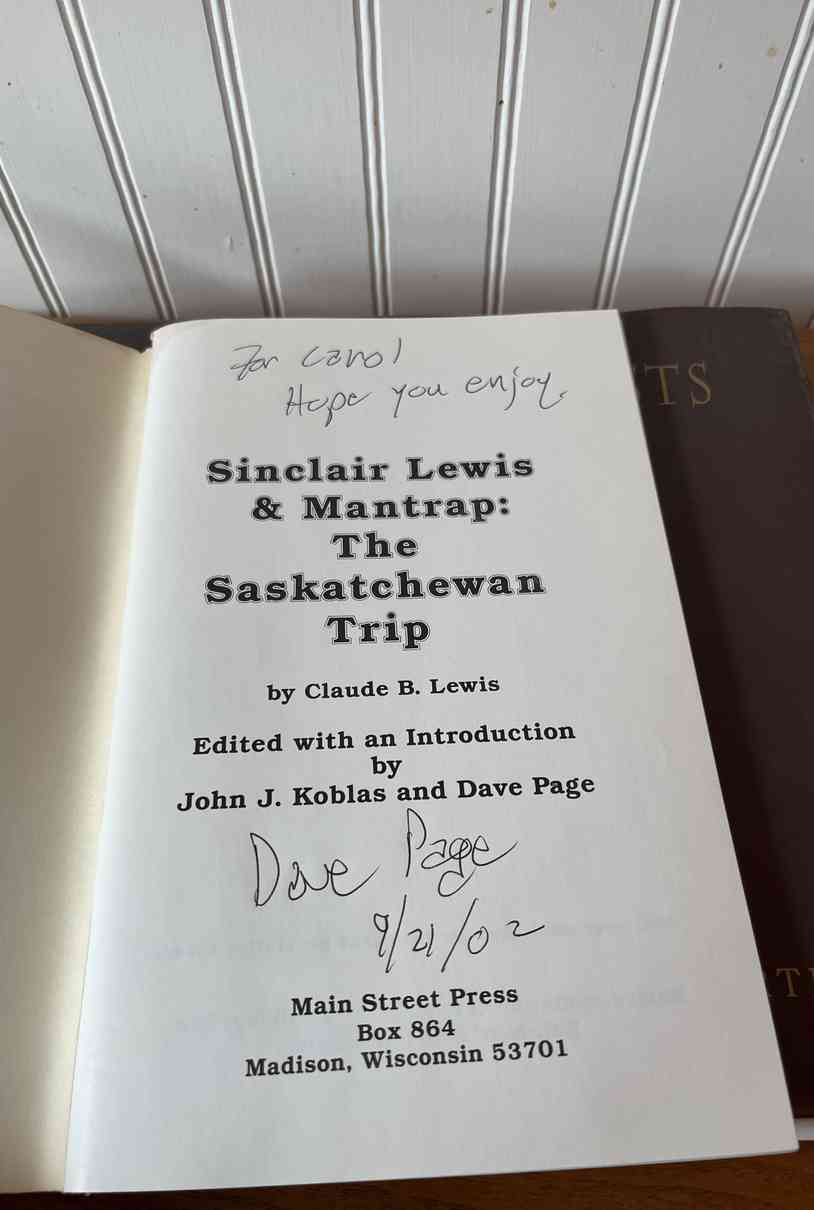 For Carol
Hope you enjoy.
Sinclair Lewis
& Mantrap:
The
Saskatchewan
Trip
by Claude B. Lewis
Edited with an Introduction
by
John J. Koblas and Dave Page
Dave Page
9/21/02
Main Street Press
Box 864
Madison, Wisconsin 53701
TS